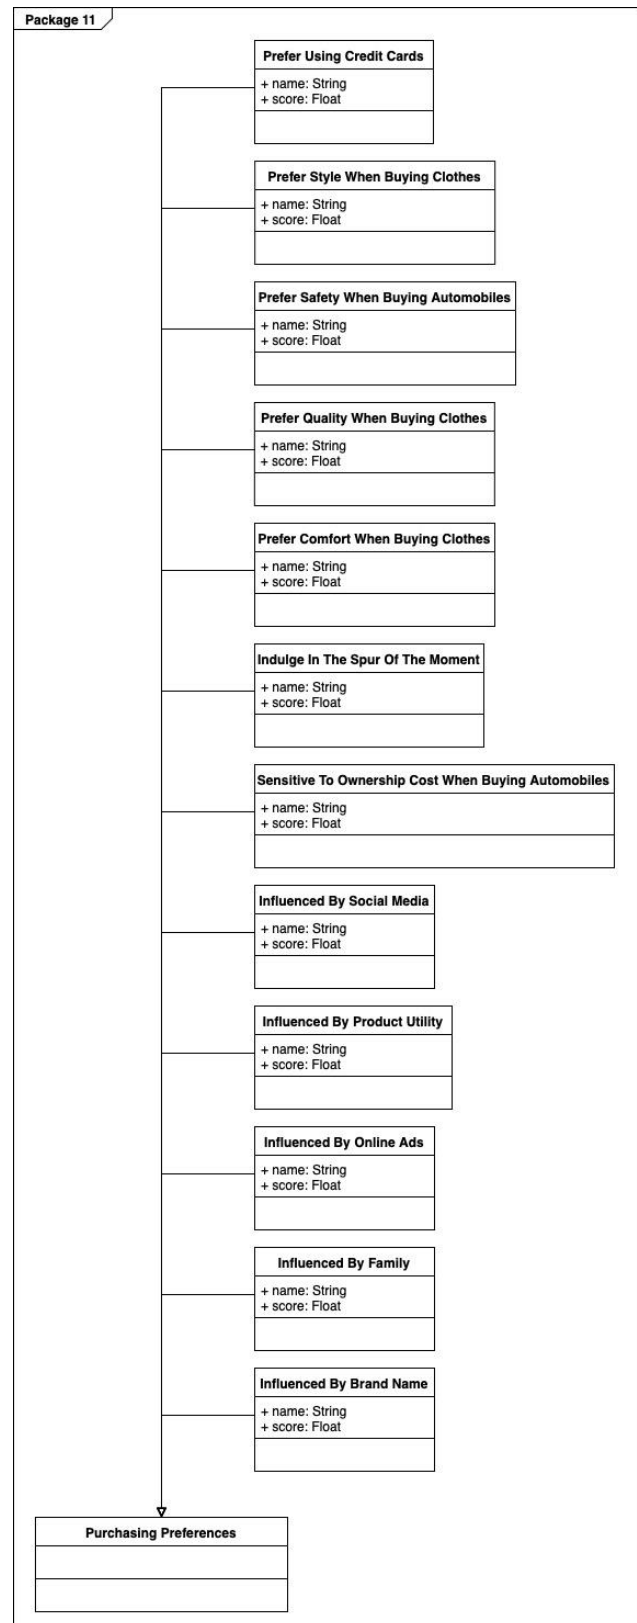 Package 11
Prefer Using Credit Cards
+ name: String
+ score: Float
Prefer Style When Buying Clothes
+ name: String
+ score: Float
Prefer Safety When Buying Automobiles
+ name: String
+ score: Float
Prefer Quality When Buying Clothes
+ name: String
+ score: Float
Prefer Comfort When Buying Clothes
+ name: String
+ score: Float
Indulge In The Spur Of The Moment
+ name: String
+ score: Float
Sensitive To Ownership Cost When Buying Automobiles
+ name: String
+ score: Float
Influenced By Social Media
+ name: String
+ score: Float
Influenced By Product Utility
+ name: String
+ score: Float
Influenced By Online Ads
+ name: String
+ score: Float
Influenced By Family
+ name: String
+ score: Float
Influenced By Brand Name
+ name: String
+ score: Float
Purchasing Preferences